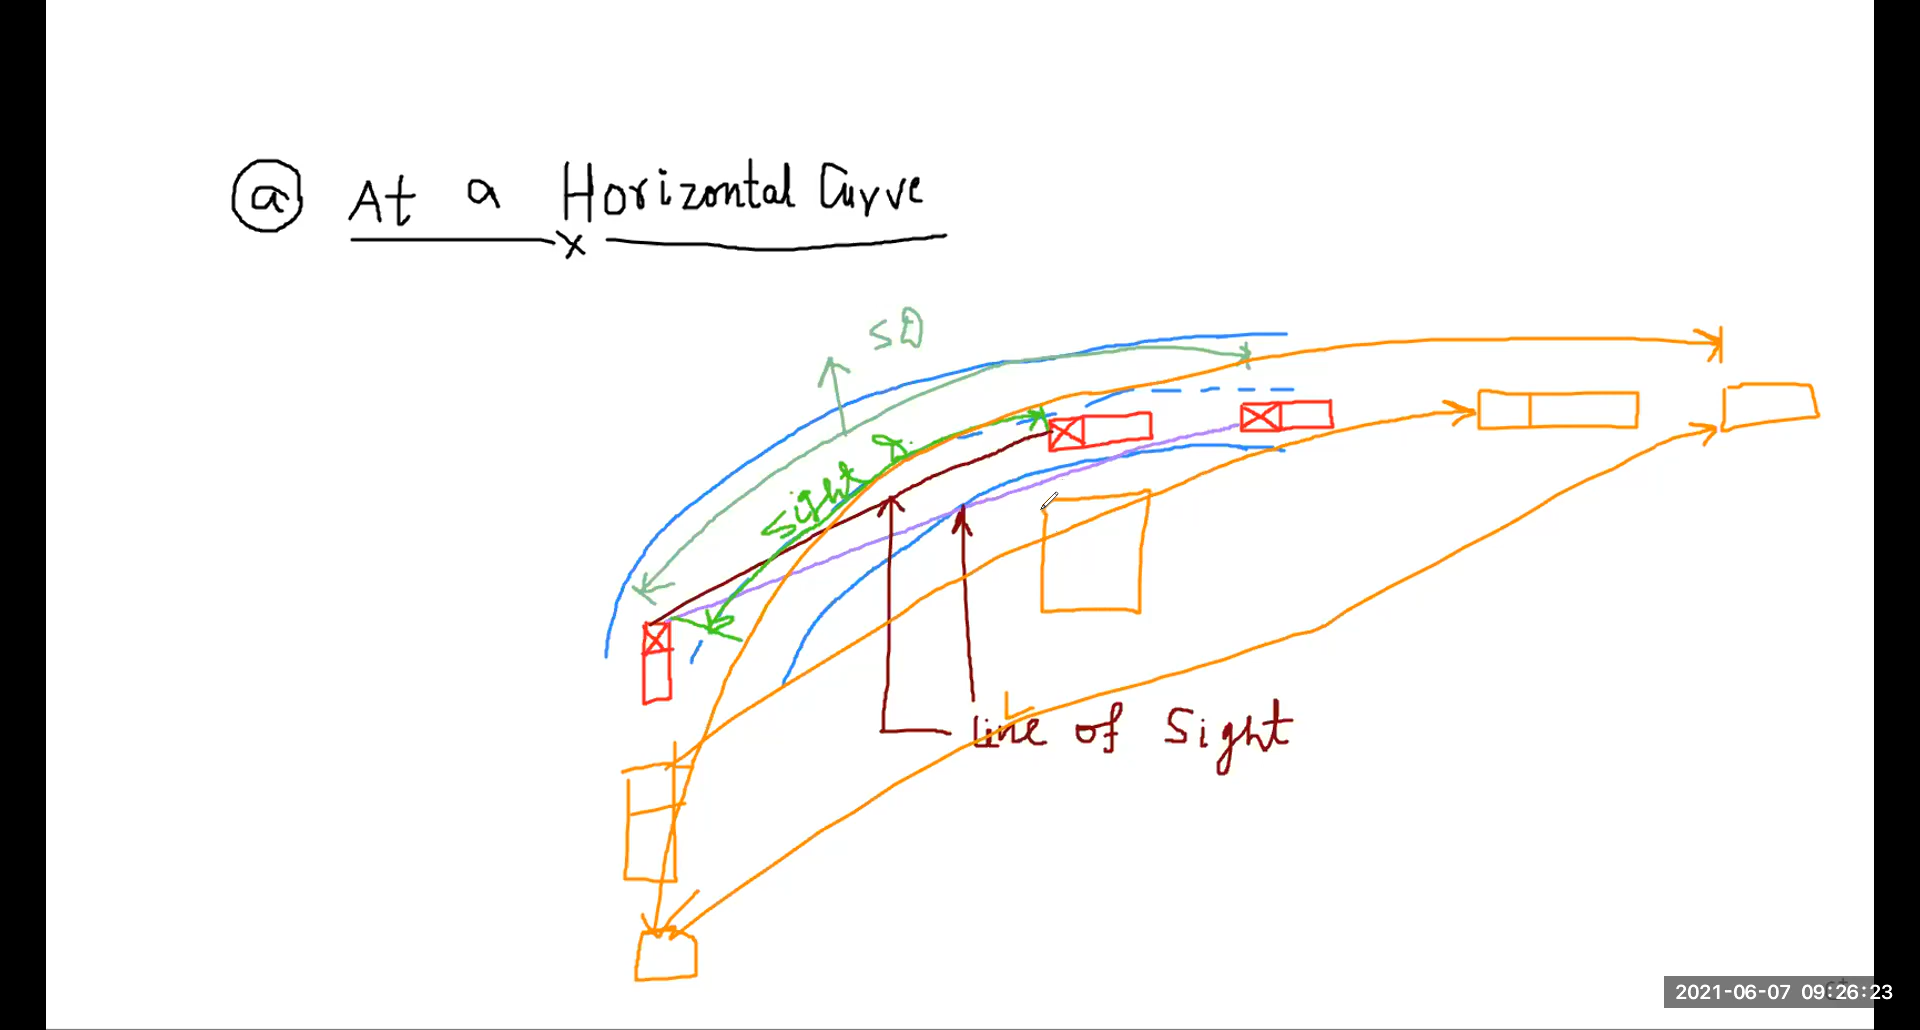 a At a Horizontal Curve
SD
Sight D.
L
Line of Sight
2021-06-07 09:26:23